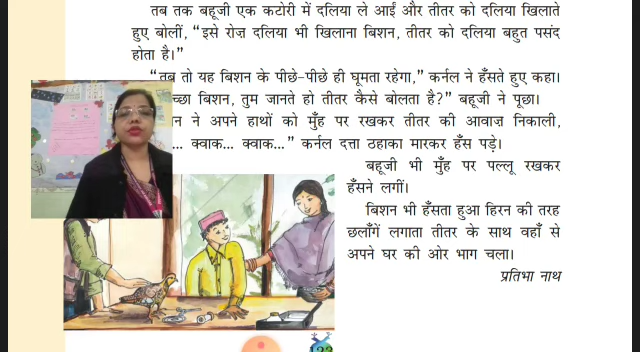 तब तक बहूजी एक कटोरी में दलिया ले आईं और तीतर को दलिया खिलाते
हुए बोलीं, “इसे रोज़ दलिया भी खिलाना बिशन, तीतर को दलिया बहुत पसंद
होता है।”
“तब तो यह बिशन के पीछे-पीछे ही घूमता रहेगा,” कर्नल ने हँसते हुए कहा।
बिशन, तुम जानते हो तीतर कैसे बोलता है?” बहूजी ने पूछा।
ने अपने हाथों को मुँह पर रखकर तीतर की आवाज़ निकाली,
... क्वाक... क्वाक...” कर्नल दत्ता ठहाका मारकर हँस पड़े।
बहूजी भी मुँह पर पल्लू रखकर
हँसने लगीं।
बिशन भी हँसता हुआ हिरन की तरह
छलाँगें लगाता तीतर के साथ वहाँ से
अपने घर की ओर भाग चला।
प्रतिभा नाथ